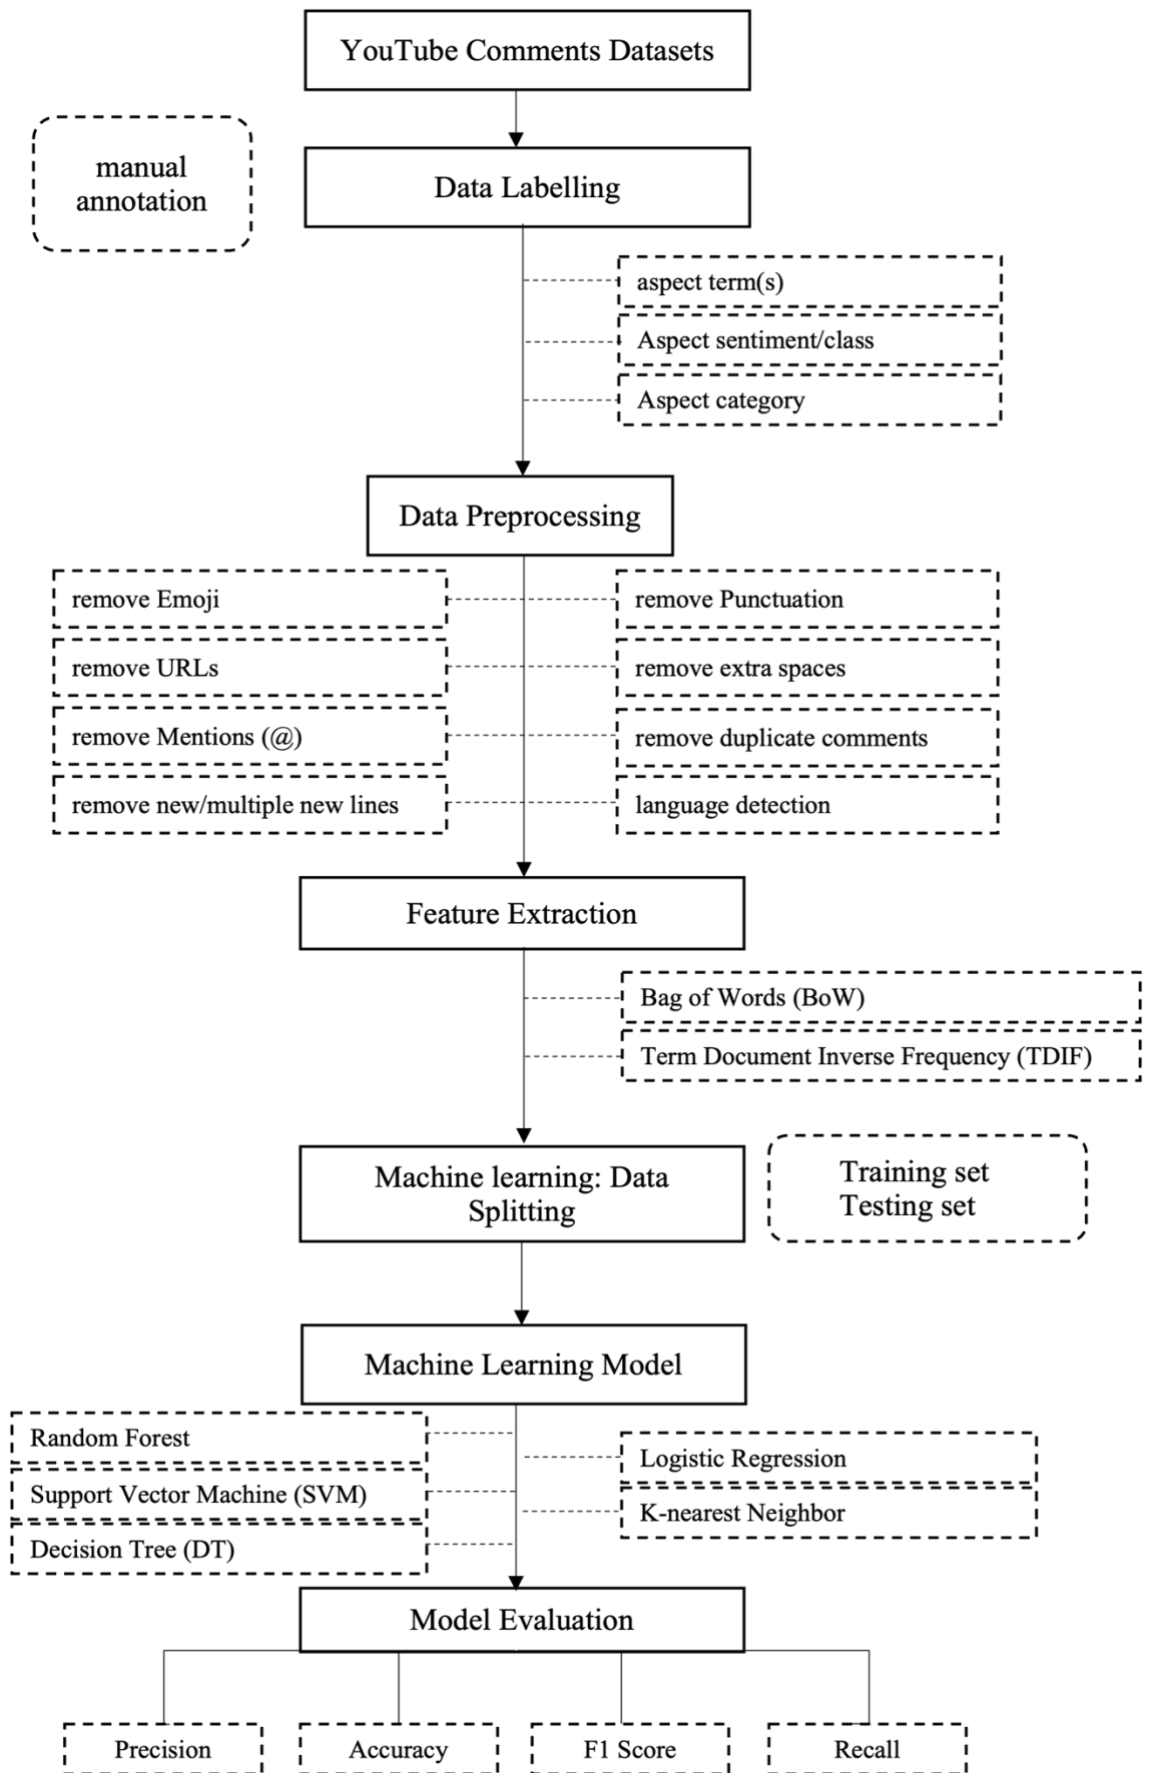 YouTube Comments Datasets
manual
annotation
Data Labelling
aspect term(s)
Aspect sentiment/class
Aspect category
Data Preprocessing
remove Emoji
remove Punctuation
remove URLs
remove extra spaces
remove Mentions (@)
remove duplicate comments
remove new/multiple new lines
language detection
Feature Extraction
Bag of Words (BoW)
Term Document Inverse Frequency (TDIF)
Machine learning: Data
Splitting
Training set
Testing set
Machine Learning Model
Random Forest
Logistic Regression
Support Vector Machine (SVM)
K-nearest Neighbor
Decision Tree (DT)
Model Evaluation
Precision
Accuracy
F1 Score
Recall